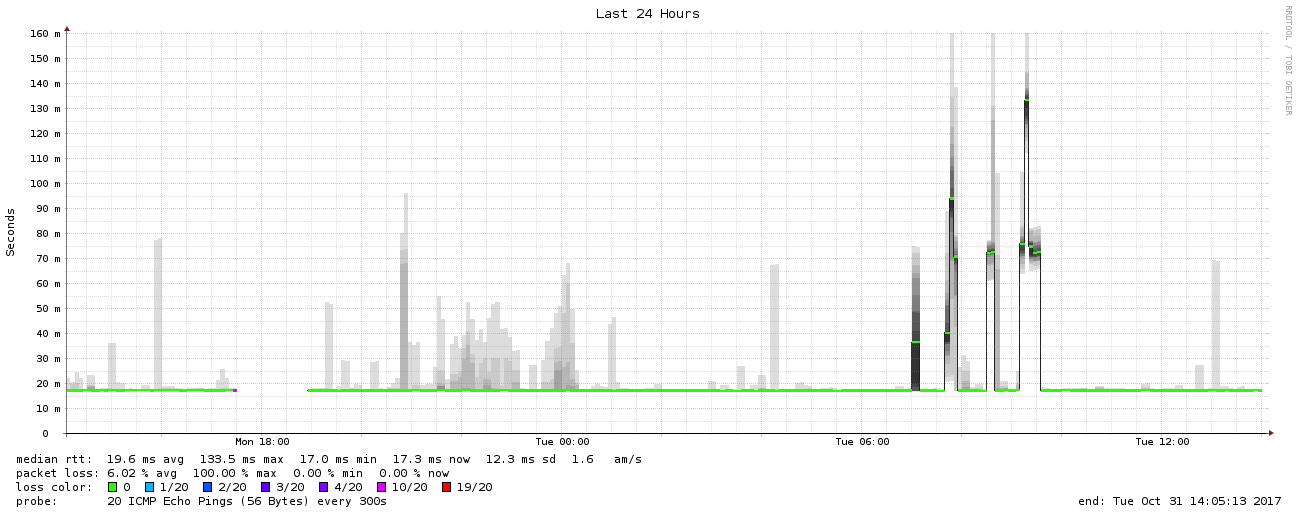 Last 24 Hours
RRDTOOL / TOBI OETIKER
160 m
150 m
140 m
130 m
120 m
110 m
100 m
90 m
80 m
70 m
60 m
50 m
40 m
30 m
20 m
10 m
0
Seconds
Mon 18:00 Tue 00:00 Tue 06:00 Tue 12:00
median rtt: 19.6 ms avg 133.5 ms max 17.0 ms min 17.3 ms now 12.3 ms sd 1.6 am/s
packet loss: 6.02 % avg 100.00 % max 0.00 % min 0.00 % now
loss color: 0 1/20 2/20 3/20 4/20 10/20 19/20
probe: 20 ICMP Echo Pings (56 Bytes) every 300s end: Tue Oct 31 14:05:13 2017